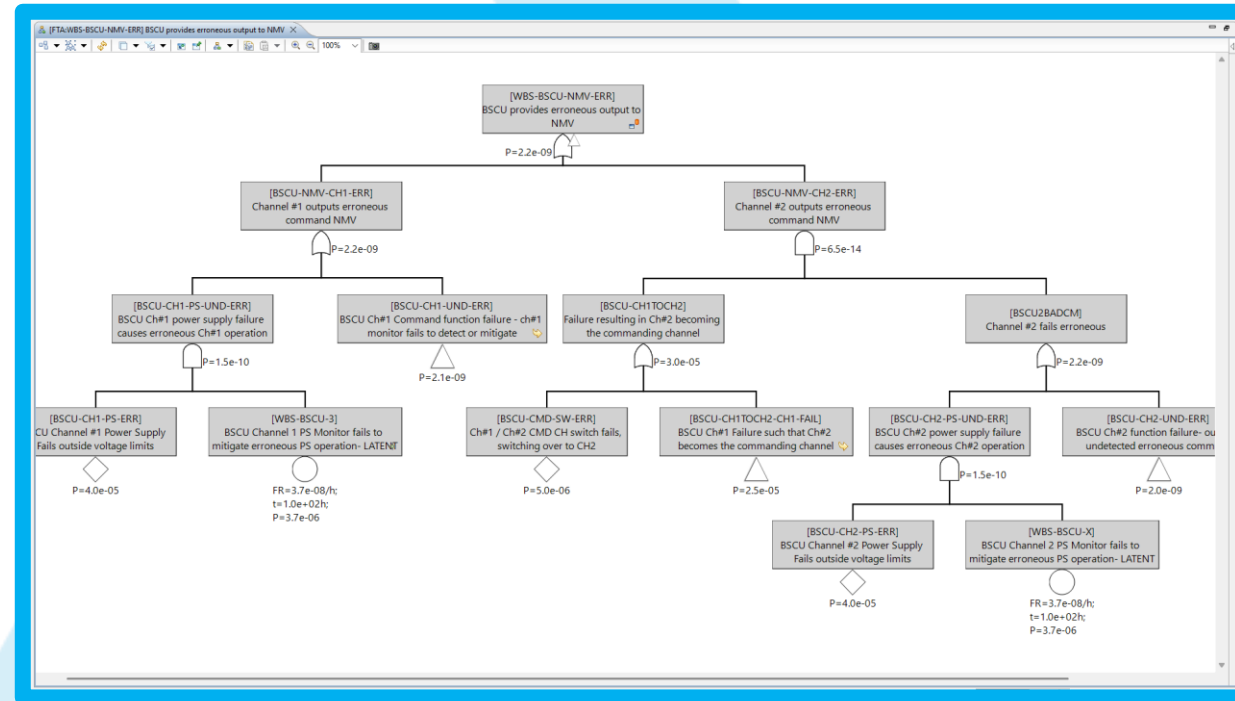 [FTA:WBS-BSCU-NMV-ERR] BSCU provides erroneous output to NMV
100%
[WBS-BSCU-NMV-ERR]
BSCU provides erroneous output to
NMV
P=2.2e-09
[BSCU-NMV-CH1-ERR]
Channel #1 outputs erroneous
command NMV
P=2.2e-09
[BSCU-NMV-CH2-ERR]
Channel #2 outputs erroneous
command NMV
P=6.5e-14
[BSCU-CH1-PS-UND-ERR]
BSCU Ch#1 power supply failure
causes erroneous Ch#1 operation
P=1.5e-10
[BSCU-CH1-UND-ERR]
BSCU Ch#1 Command function failure - ch#1
monitor fails to detect or mitigate
P=2.1e-09
[BSCU-CH1TOCH2]
Failure resulting in Ch#2 becoming
the commanding channel
P=3.0e-05
[BSCU2BADCM]
Channel #2 fails erroneous
P=2.2e-09
[BSCU-CH1-PS-ERR]
CU Channel #1 Power Supply
Fails outside voltage limits
P=4.0e-05
[WBS-BSCU-3]
BSCU Channel 1 PS Monitor fails to
mitigate erroneous PS operation- LATENT
FR=3.7e-08/h;
t=1.0e+02h;
P=3.7e-06
[BSCU-CMD-SW-ERR]
Ch#1 / Ch#2 CMD CH switch fails,
switching over to CH2
P=5.0e-06
[BSCU-CH1TOCH2-CH1-FAIL]
BSCU Ch#1 Failure such that Ch#2
becomes the commanding channel
P=2.5e-05
[BSCU-CH2-PS-UND-ERR]
BSCU Ch#2 power supply failure
causes erroneous Ch#2 operation
P=1.5e-10
[BSCU-CH2-UND-ERR]
BSCU Ch#2 function failure- ou
undetected erroneous comm
P=2.0e-09
[BSCU-CH2-PS-ERR]
BSCU Channel #2 Power Supply
Fails outside voltage limits
P=4.0e-05
[WBS-BSCU-X]
BSCU Channel 2 PS Monitor fails to
mitigate erroneous PS operation- LATENT
FR=3.7e-08/h;
t=1.0e+02h;
P=3.7e-06